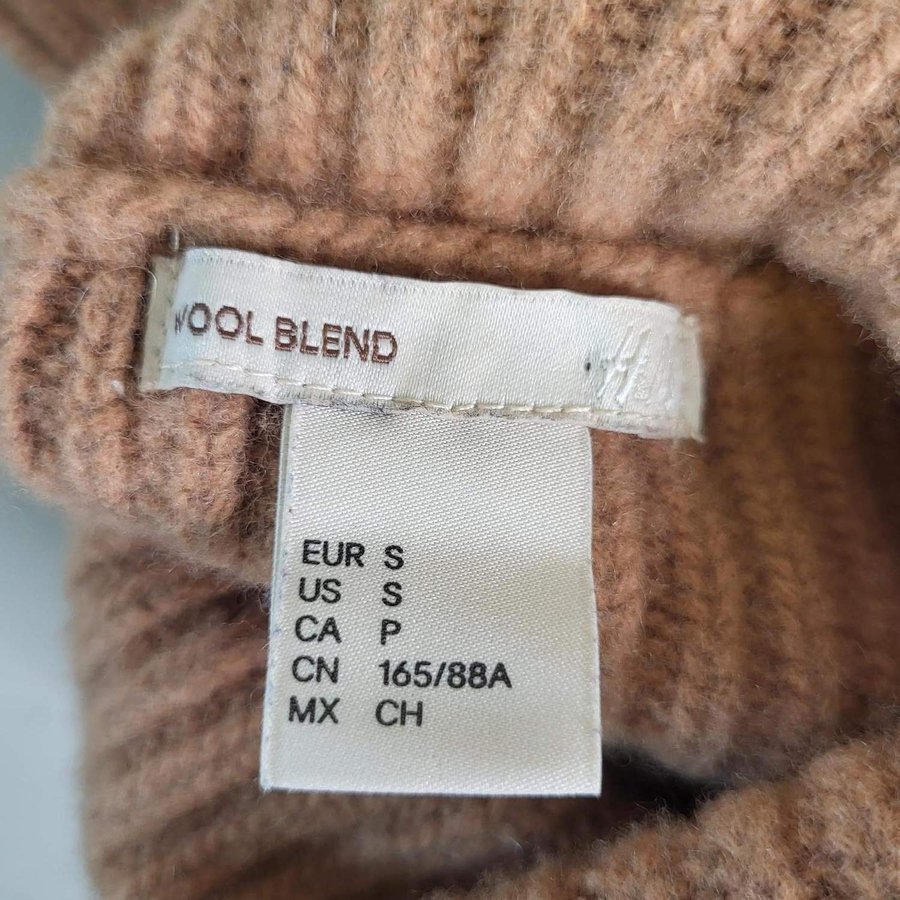 WOOL BLEND
EUR S
US S
CA P
CN 165/88A
MX CH